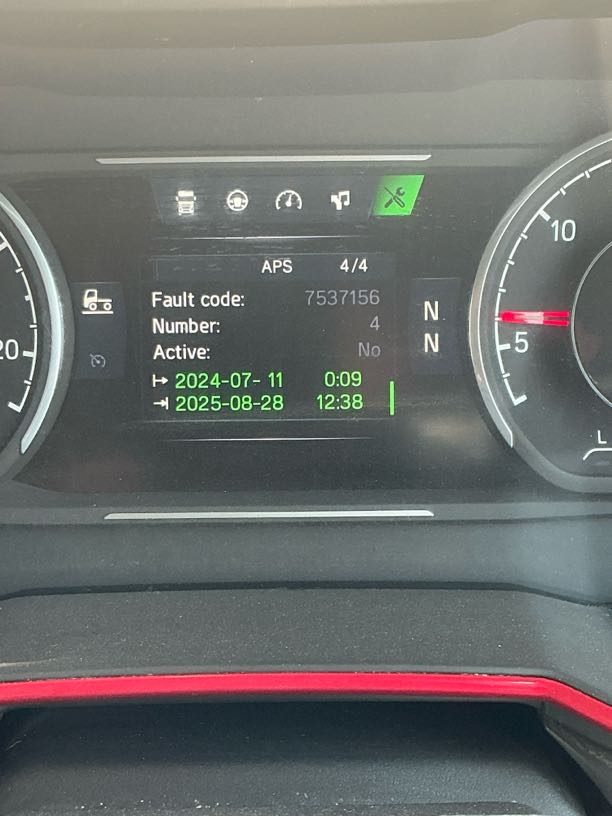 APS 4/4
Fault code: 7537156
Number: 4
Active: No
2024-07- 11 0:09
2025-08-28 12:38
N
N
20
10
5
L